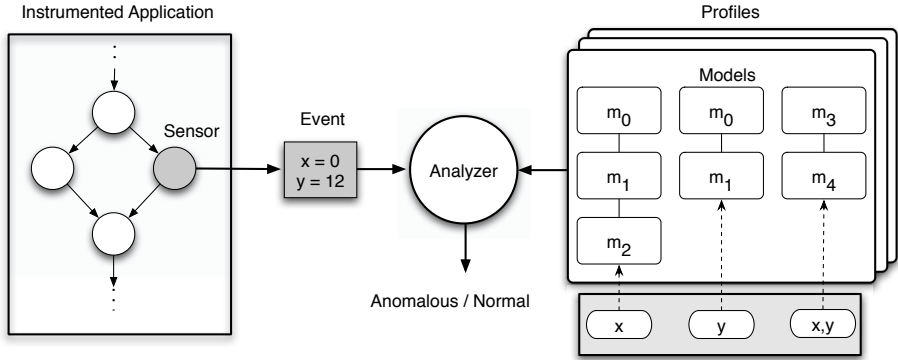 Instrumented Application
Profiles
Models
m0 m0 m3
Sensor
Event
x = 0
y = 12
Analyzer
m1 m1 m4
m2
Anomalous / Normal
x y x,y